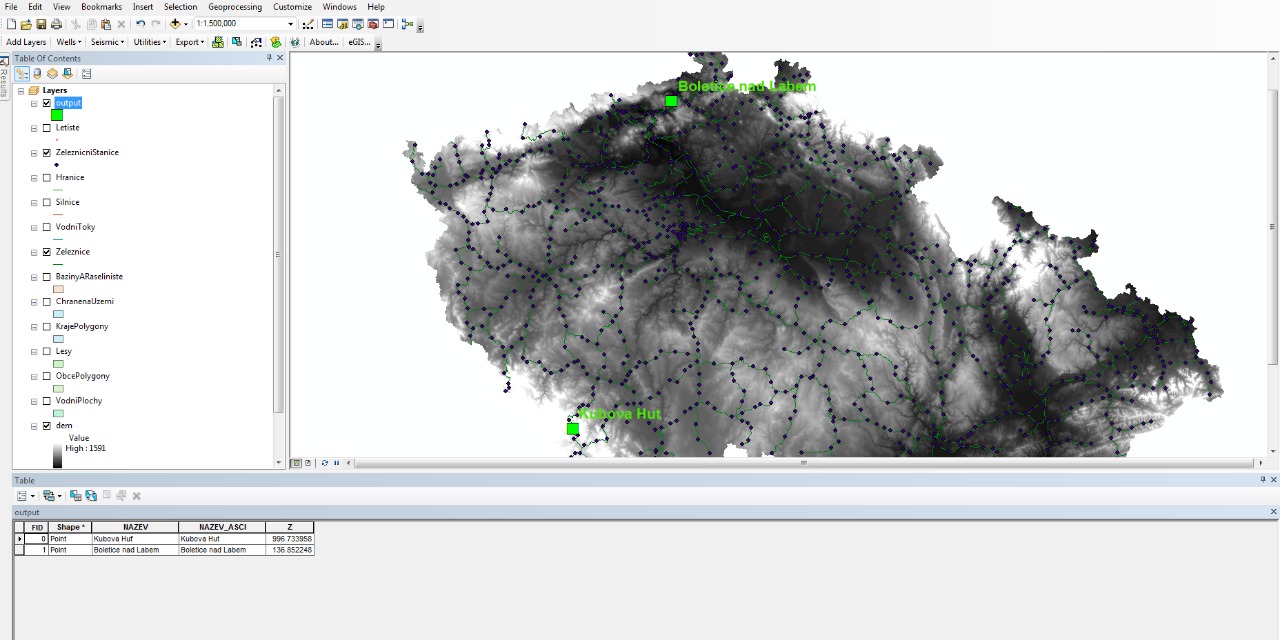 File Edit View Bookmarks Insert Selection Geoprocessing Customize Windows Help
1:1,500,000
Add Layers Wells Seismic Utilities Export About... eGIS...
Table Of Contents
Results
Layers
output
Letiste
ZelezniciStanice
Hranice
Silnice
VodniToky
Zeleznice
BazinyARaseliniste
ChranenaUzemi
KrajePolygony
Lesy
ObcePolygony
VodniPlochy
dem
Value
High : 1591
Boletice nad Labem
Kubova Hut
Table
output
FID Shape * NAZEV NAZEV_ASCI Z
0 Point Kubova Huť Kubova Hut 996.733958
1 Point Boletice nad Labem Boletice nad Labem 136.852248